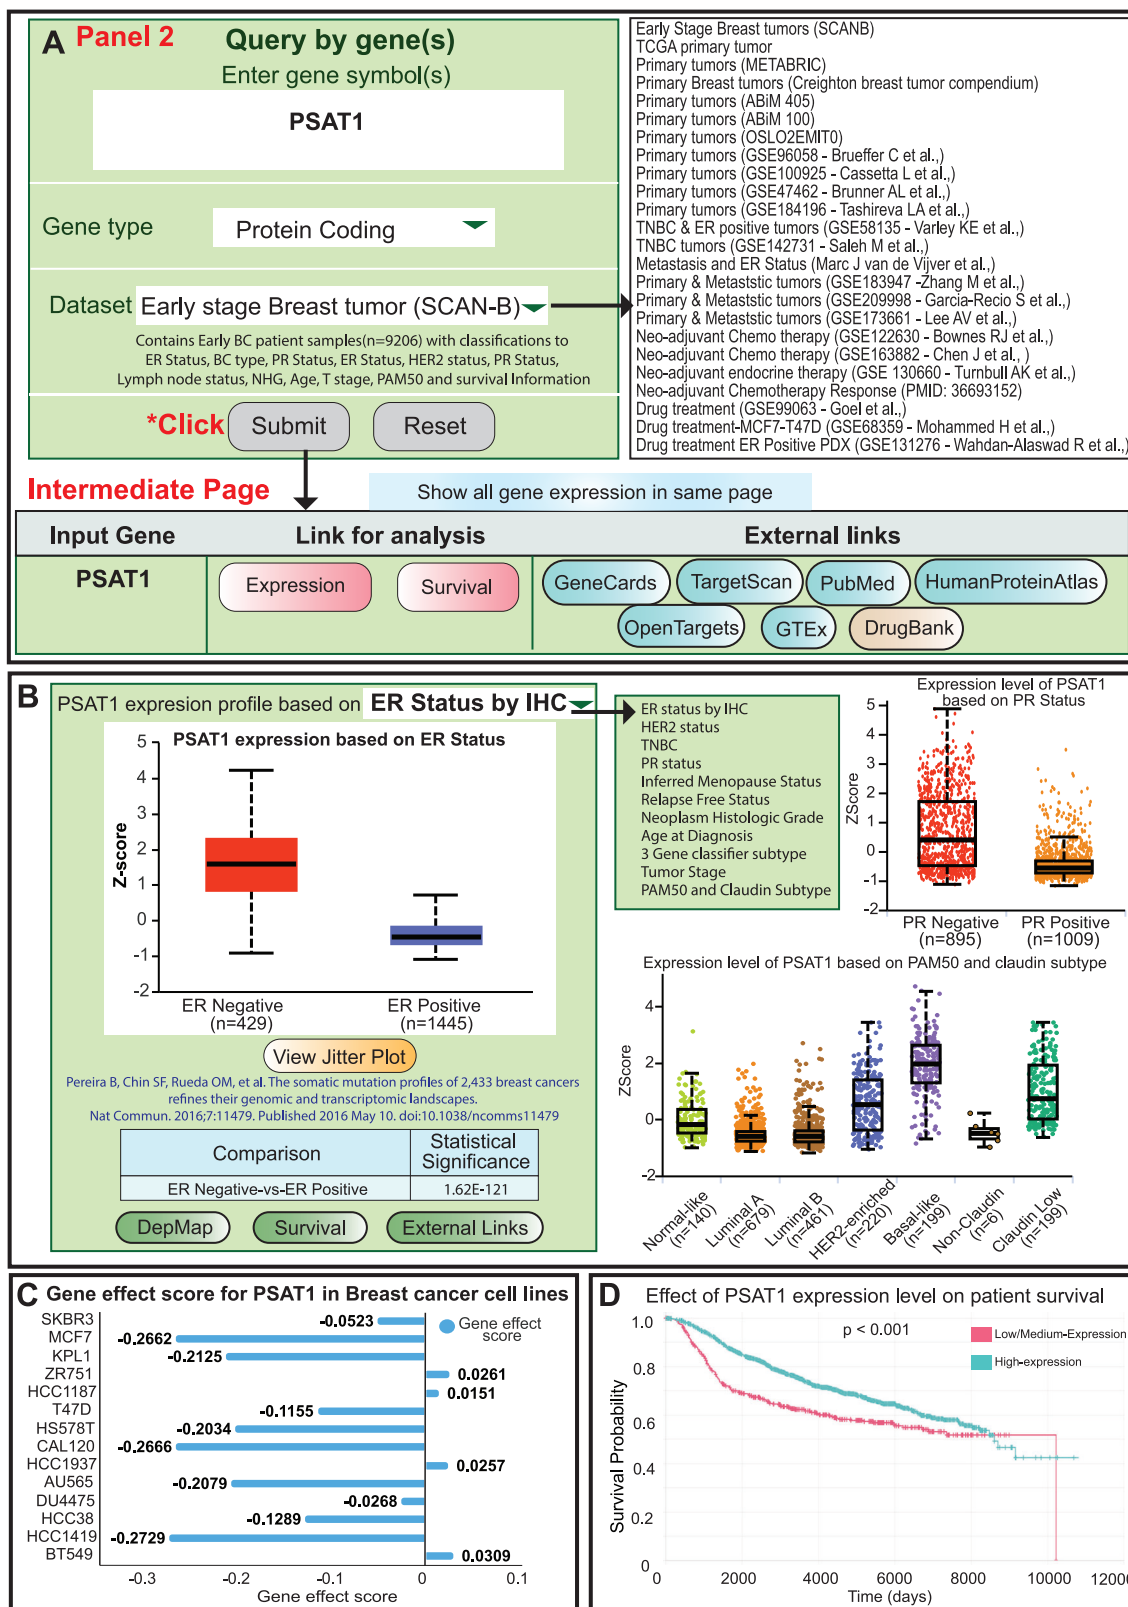 A Panel 2
Query by gene(s)
Enter gene symbol(s)
PSAT1
Gene type
Protein Coding
Dataset
Early stage Breast tumor (SCAN-B)
Contains Early BC patient samples(n=9206) with classifications to
ER Status, BC type, PR Status, ER Status, HER2 status, PR Status,
Lymph node status, NHG, Age, T stage, PAM50 and survival Information
*Click
Submit
Reset
Early Stage Breast tumors (SCANB)
TCGA primary tumor
Primary tumors (METABRIC)
Primary Breast tumors (Creighton breast tumor compendium)
Primary tumors (ABiM 405)
Primary tumors (ABiM 100)
Primary tumors (OSLO2EMIT0)
Primary tumors (GSE96058 - Brueffer C et al.,)
Primary tumors (GSE100925 - Cassetta L et al.,)
Primary tumors (GSE47462 - Brunner AL et al.,)
Primary tumors (GSE184196 - Tashireva LA et al.,)
TNBC & ER positive tumors (GSE58135 - Varley KE et al.,)
TNBC tumors (GSE142731 - Saleh M et al.,)
Metastasis and ER Status (Marc J van de Vijver et al.,)
Primary & Metaststic tumors (GSE183947 -Zhang M et al.,)
Primary & Metaststic tumors (GSE209998 - Garcia-Recio S et al.,)
Primary & Metaststic tumors (GSE173661 - Lee AV et al.,)
Neo-adjuvant Chemo therapy (GSE122630 - Bownes RJ et al.,)
Neo-adjuvant Chemo therapy (GSE163882 - Chen J et al., )
Neo-adjuvant endocrine therapy (GSE 130660 - Turnbull AK et al.,)
Neo-adjuvant Chemotherapy Response (PMID: 36693152)
Drug treatment (GSE99063 - Goel et al.,)
Drug treatment-MCF7-T47D (GSE68359 - Mohammed H et al.,)
Drug treatment ER Positive PDX (GSE131276 - Wahdan-Alaswad R et al.,)
Intermediate Page
Show all gene expression in same page
Input Gene
Link for analysis
External links
PSAT1
Expression
Survival
GeneCards
TargetScan
PubMed
HumanProteinAtlas
OpenTargets
GTEx
DrugBank
B
PSAT1 expresion profile based on ER Status by IHC
PSAT1 expression based on ER Status
Z-score
5
4
3
2
1
0
-1
-2
ER Negative
(n=429)
ER Positive
(n=1445)
View Jitter Plot
Pereira B, Chin SF, Rueda OM, et al. The somatic mutation profiles of 2,433 breast cancers
refines their genomic and transcriptomic landscapes.
Nat Commun. 2016;7:11479. Published 2016 May 10. doi:10.1038/ncomms11479
Comparison
Statistical
Significance
ER Negative-vs-ER Positive
1.62E-121
DepMap
Survival
External Links
ER status by IHC
HER2 status
TNBC
PR status
Inferred Menopause Status
Relapse Free Status
Neoplasm Histologic Grade
Age at Diagnosis
3 Gene classifier subtype
Tumor Stage
PAM50 and Claudin Subtype
Expression level of PSAT1
based on PR Status
ZScore
5
4
3
2
1
0
-1
-2
PR Negative
(n=895)
PR Positive
(n=1009)
Expression level of PSAT1 based on PAM50 and claudin subtype
ZScore
4
2
0
-2
Normal-like
(n=140)
Luminal A
(n=679)
Luminal B
(n=461)
HER2-enriched
(n=220)
Basal-like
(n=199)
Non-Claudin
(n=6)
Claudin Low
(n=199)
C Gene effect score for PSAT1 in Breast cancer cell lines
Gene effect
score
SKBR3 -0.0523
MCF7 -0.2662
KPL1 -0.2125
ZR751 0.0261
HCC1187 0.0151
T47D -0.1155
HS578T -0.2034
CAL120 -0.2666
HCC1937 0.0257
AU565 -0.2079
DU4475 -0.0268
HCC38 -0.1289
HCC1419 -0.2729
BT549 0.0309
-0.3 -0.2 -0.1 0 0.1
Gene effect score
D Effect of PSAT1 expression level on patient survival
p < 0.001
Low/Medium-Expression
High-expression
Survival Probability
1.0
0.8
0.6
0.4
0.2
0
0 2000 4000 6000 8000 10000 12000
Time (days)